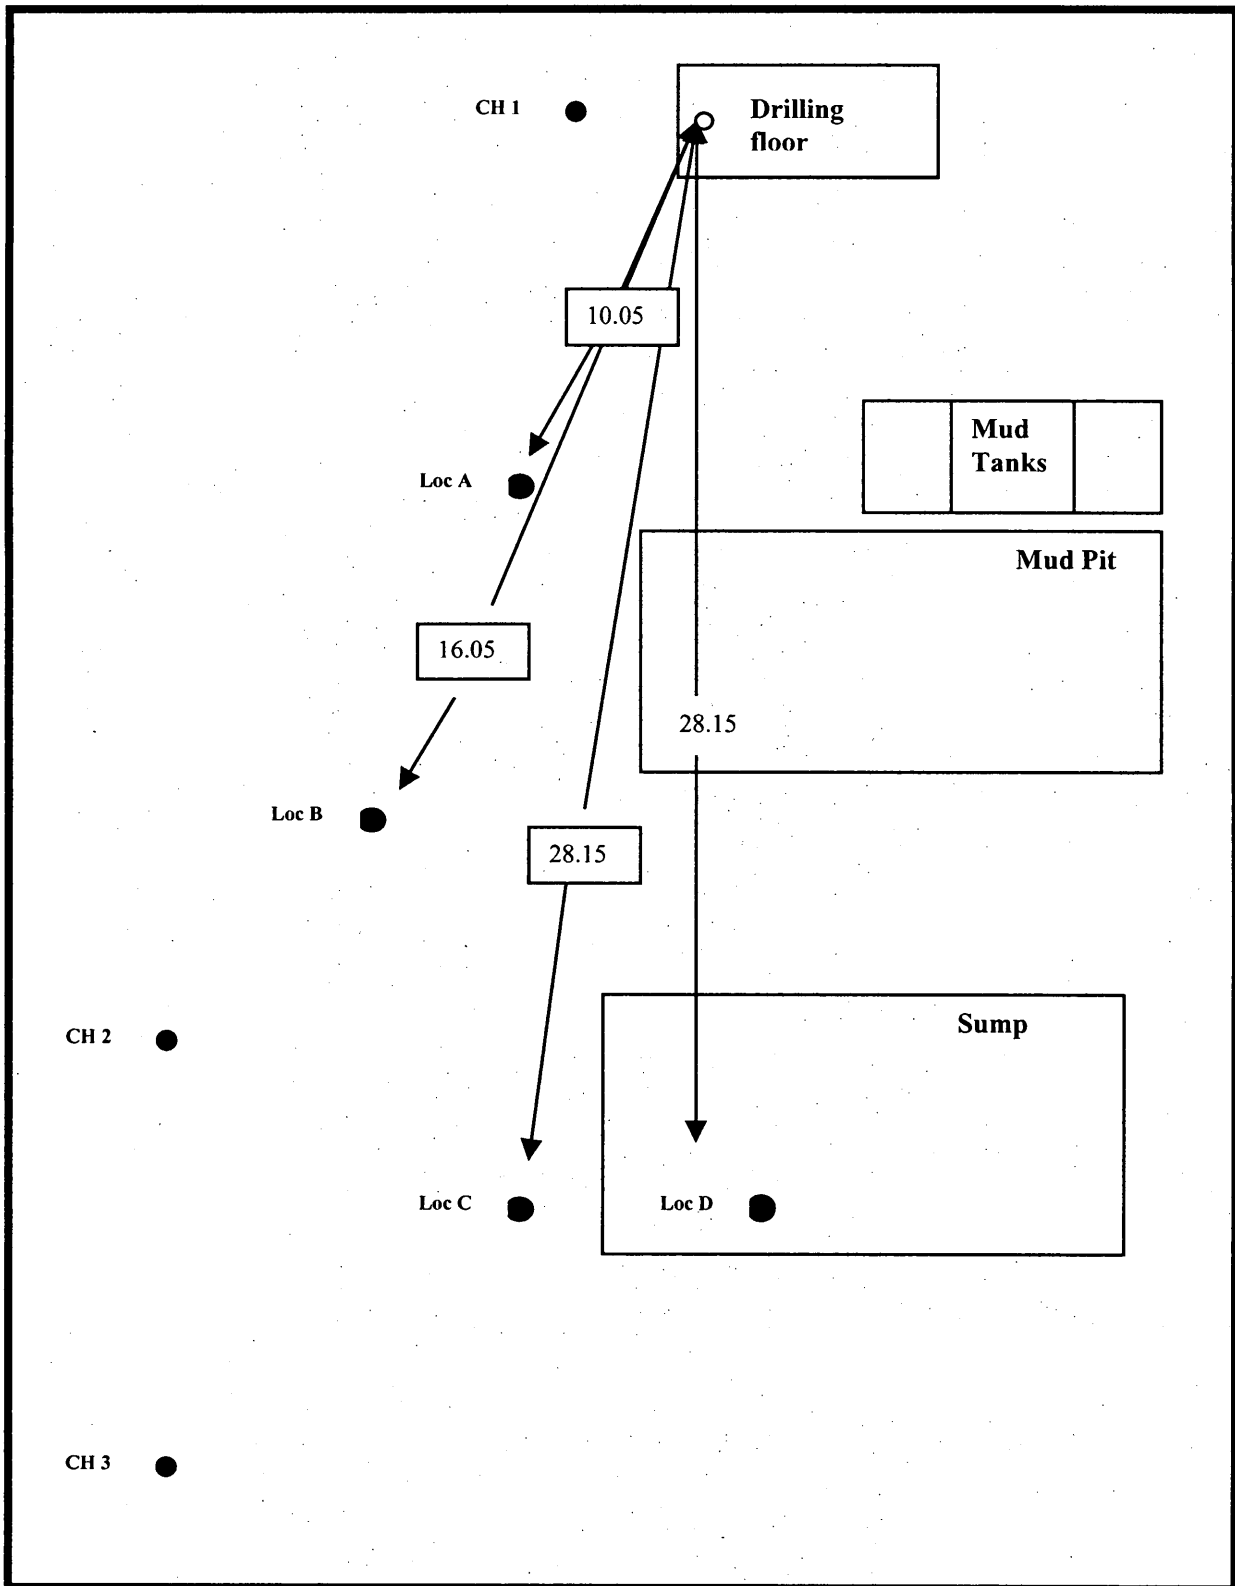 CH 1
Drilling
floor
10.05
Mud
Tanks
Loc A
Mud Pit
16.05
28.15
Loc B
28.15
Sump
CH 2
Loc C
Loc D
CH 3